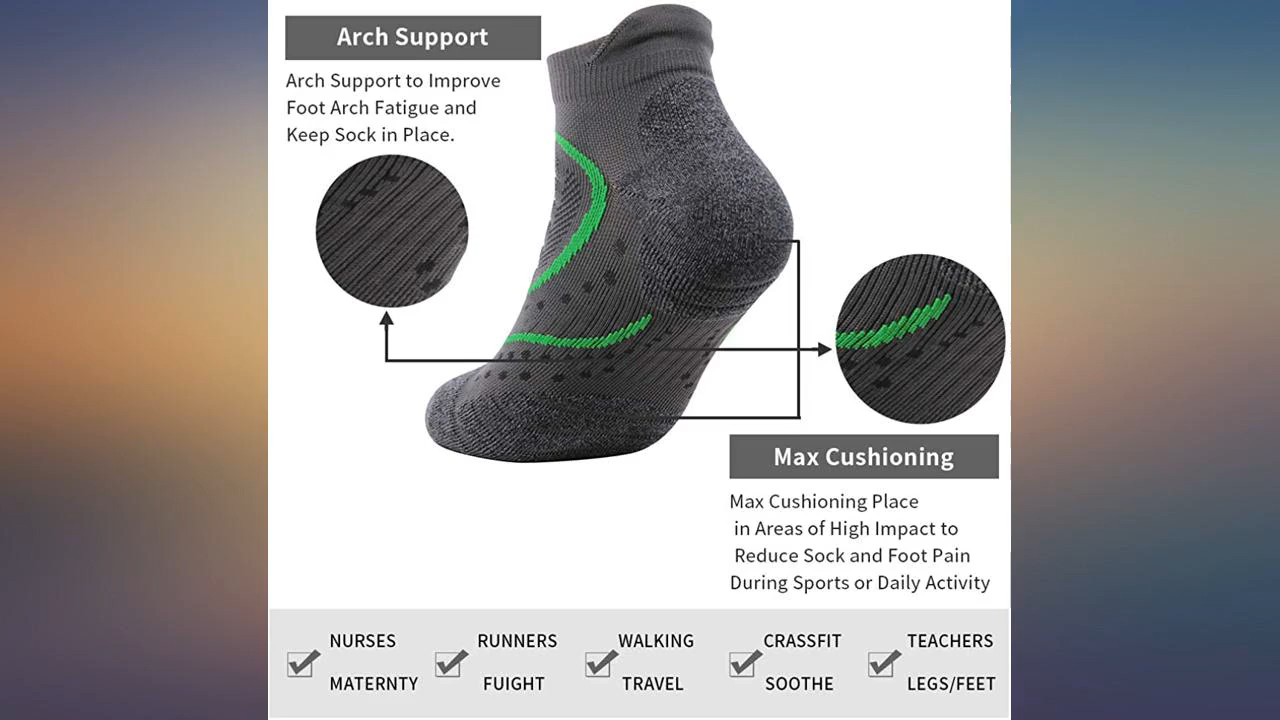 Arch Support
Arch Support to Improve
Foot Arch Fatigue and
Keep Sock in Place.
Max Cushioning
Max Cushioning Place
in Areas of High Impact to
Reduce Sock and Foot Pain
During Sports or Daily Activity
NURSES
MATERNTY
RUNNERS
FUIGHT
WALKING
TRAVEL
CRASSFIT
SOOTHE
TEACHERS
LEGS/FEET